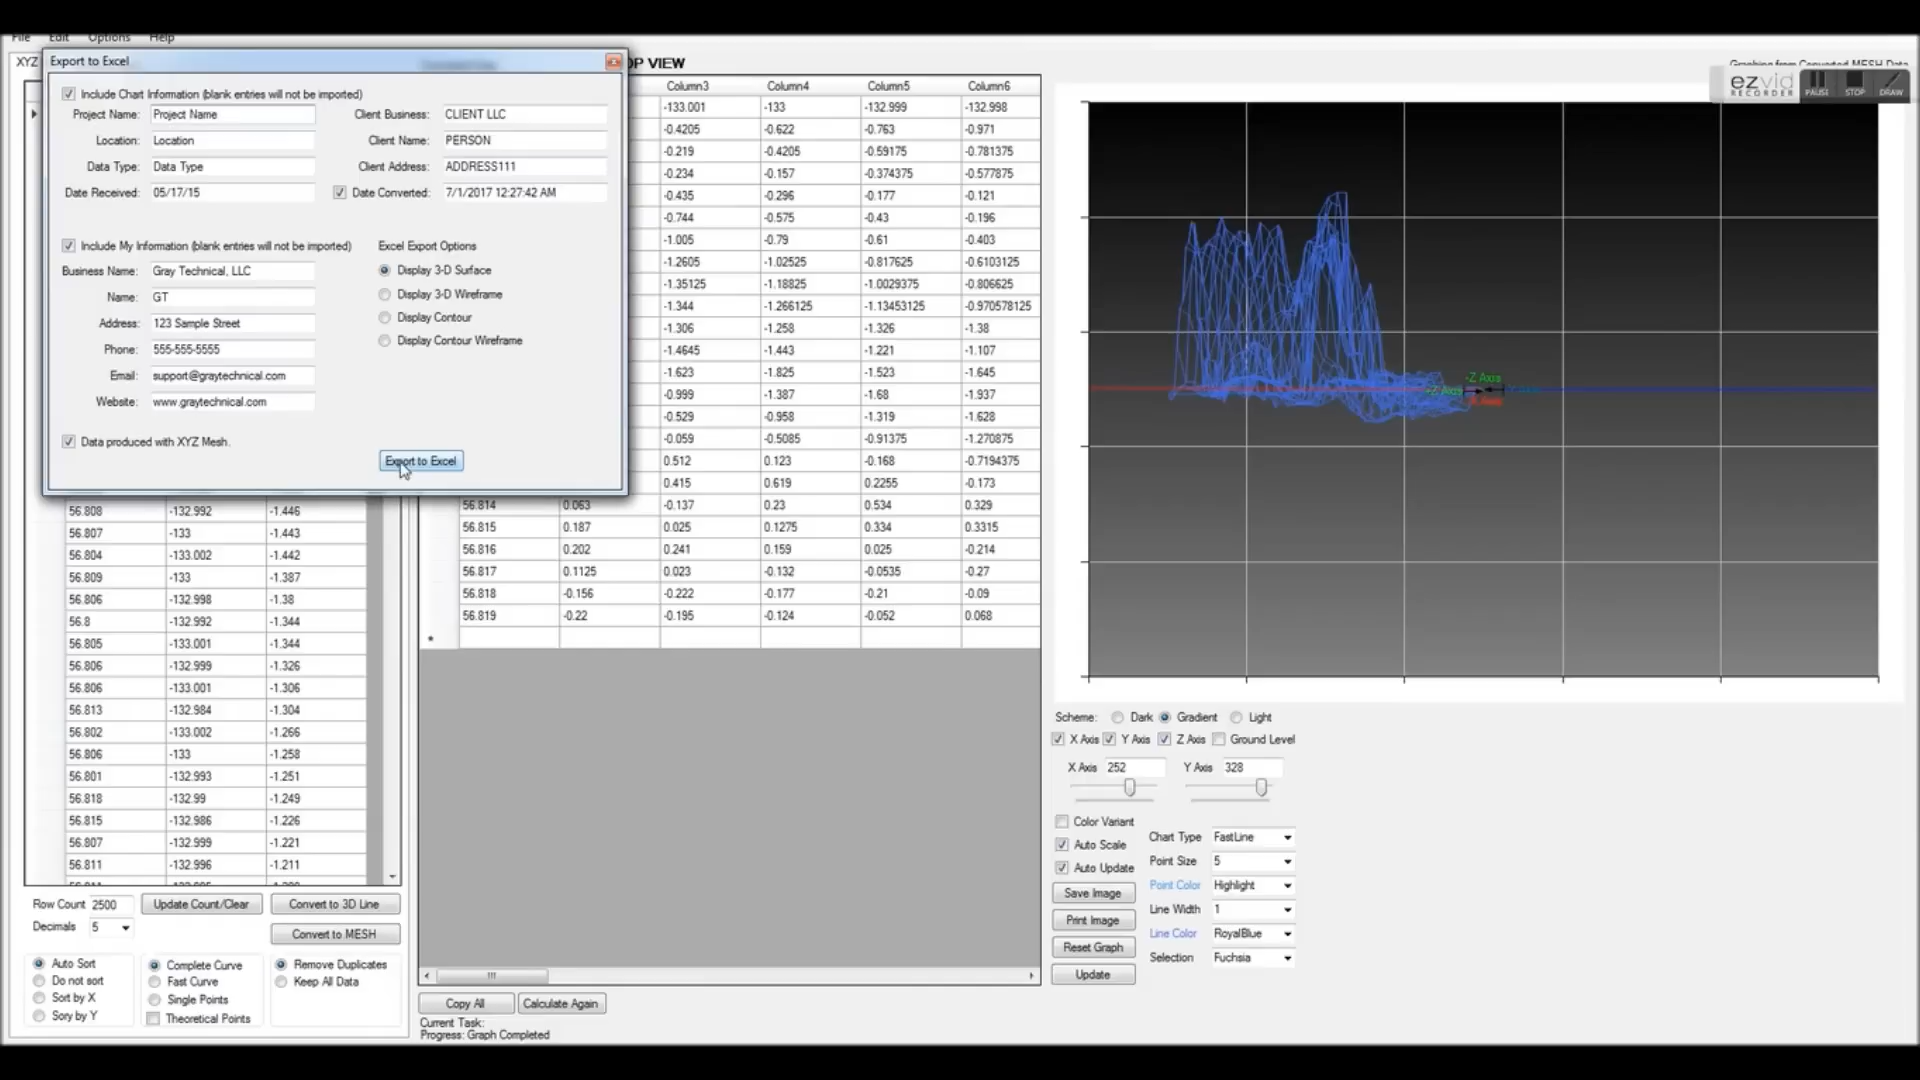 File Edit Options Help
Export to Excel
XYZ
OP VIEW
Graphing from Converted MESH Data
ezvid
RECORDER
PAUSE STOP DRAW
Include Chart Information (blank entries will not be imported)
Project Name: Project Name Client Business: CLIENT LLC
Location: Location Client Name: PERSON
Data Type: Data Type Client Address: ADDRESS111
Date Received: 05/17/15 Date Converted: 7/1/2017 12:27:42 AM
Include My Information (blank entries will not be imported) Excel Export Options
Business Name: Gray Technical, LLC Display 3-D Surface
Name: GT Display 3-D Wireframe
Address: 123 Sample Street Display Contour
Phone: 555-555-5555 Display Contour Wireframe
Email: support@graytechnical.com
Website: www.graytechnical.com
Data produced with XYZ Mesh.
Export to Excel
Column3 Column4 Column5 Column6
-133.001 -133 -132.999 -132.998
-0.4205 -0.622 -0.763 -0.971
-0.219 -0.4205 -0.59175 -0.781375
-0.234 -0.157 -0.374375 -0.577875
-0.435 -0.296 -0.177 -0.121
-0.744 -0.575 -0.43 -0.196
-1.005 -0.79 -0.61 -0.403
-1.2605 -1.02525 -0.817625 -0.6103125
-1.35125 -1.18825 -1.0029375 -0.806625
-1.344 -1.266125 -1.13453125 -0.970578125
-1.306 -1.258 -1.326 -1.38
-1.4645 -1.443 -1.221 -1.107
-1.623 -1.825 -1.523 -1.645
-0.999 -1.387 -1.68 -1.937
-0.529 -0.958 -1.319 -1.628
-0.059 -0.5085 -0.91375 -1.270875
0.512 0.123 -0.168 -0.7194375
0.415 0.619 0.2255 -0.173
56.814 0.063 -0.137 0.23 0.534 0.329
56.815 0.187 0.025 0.1275 0.334 0.3315
56.816 0.202 0.241 0.159 0.025 -0.214
56.817 0.1125 0.023 -0.132 -0.0535 -0.27
56.818 -0.156 -0.222 -0.177 -0.21 -0.09
56.819 -0.22 -0.195 -0.124 -0.052 0.068
*
56.808 -132.992 -1.446
56.807 -133 -1.443
56.804 -133.002 -1.442
56.809 -133 -1.387
56.806 -132.998 -1.38
56.8 -132.992 -1.344
56.805 -133.001 -1.344
56.806 -132.999 -1.326
56.806 -133.001 -1.306
56.813 -132.984 -1.304
56.802 -133.002 -1.266
56.806 -133 -1.258
56.801 -132.993 -1.251
56.818 -132.99 -1.249
56.815 -132.986 -1.226
56.807 -132.999 -1.221
56.811 -132.996 -1.211
Row Count 2500 Update Count/Clear Convert to 3D Line
Decimals 5 Convert to MESH
Auto Sort Complete Curve Remove Duplicates
Do not sort Fast Curve Keep All Data
Sort by X Single Points
Sory by Y Theoretical Points
Copy All Calculate Again
Current Task:
Progress: Graph Completed
-Z Axis
+Z Axis
X Axis
Scheme: Dark Gradient Light
X Axis Y Axis Z Axis Ground Level
X Axis 252 Y Axis 328
Color Variant
Auto Scale
Auto Update
Save Image
Print Image
Reset Graph
Update
Chart Type FastLine
Point Size 5
Point Color Highlight
Line Width 1
Line Color RoyalBlue
Selection Fuchsia